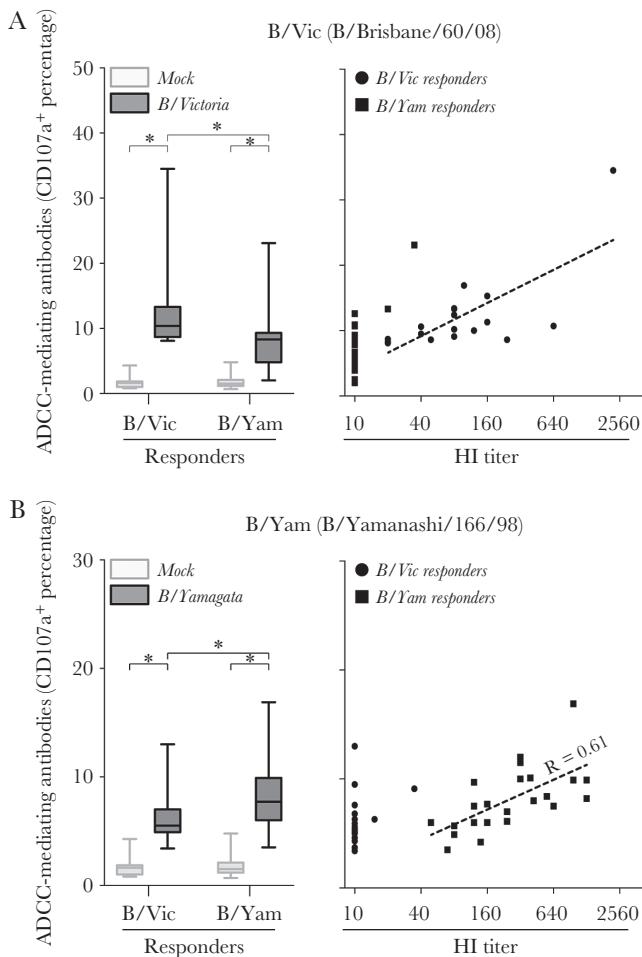 A
B/Vic (B/Brisbane/60/08)
ADCC-mediating antibodies (CD107a+ percentage)
50
40
30
20
10
0
Mock
B/Victoria
*
*
*
B/Vic
B/Yam
Responders
B/Vic responders
B/Yam responders
10 40 160 640 2560
HI titer
B
B/Yam (B/Yamanashi/166/98)
ADCC-mediating antibodies (CD107a+ percentage)
30
20
10
0
Mock
B/Yamagata
*
*
*
B/Vic
B/Yam
Responders
B/Vic responders
B/Yam responders
R = 0.61
10 40 160 640 2560
HI titer